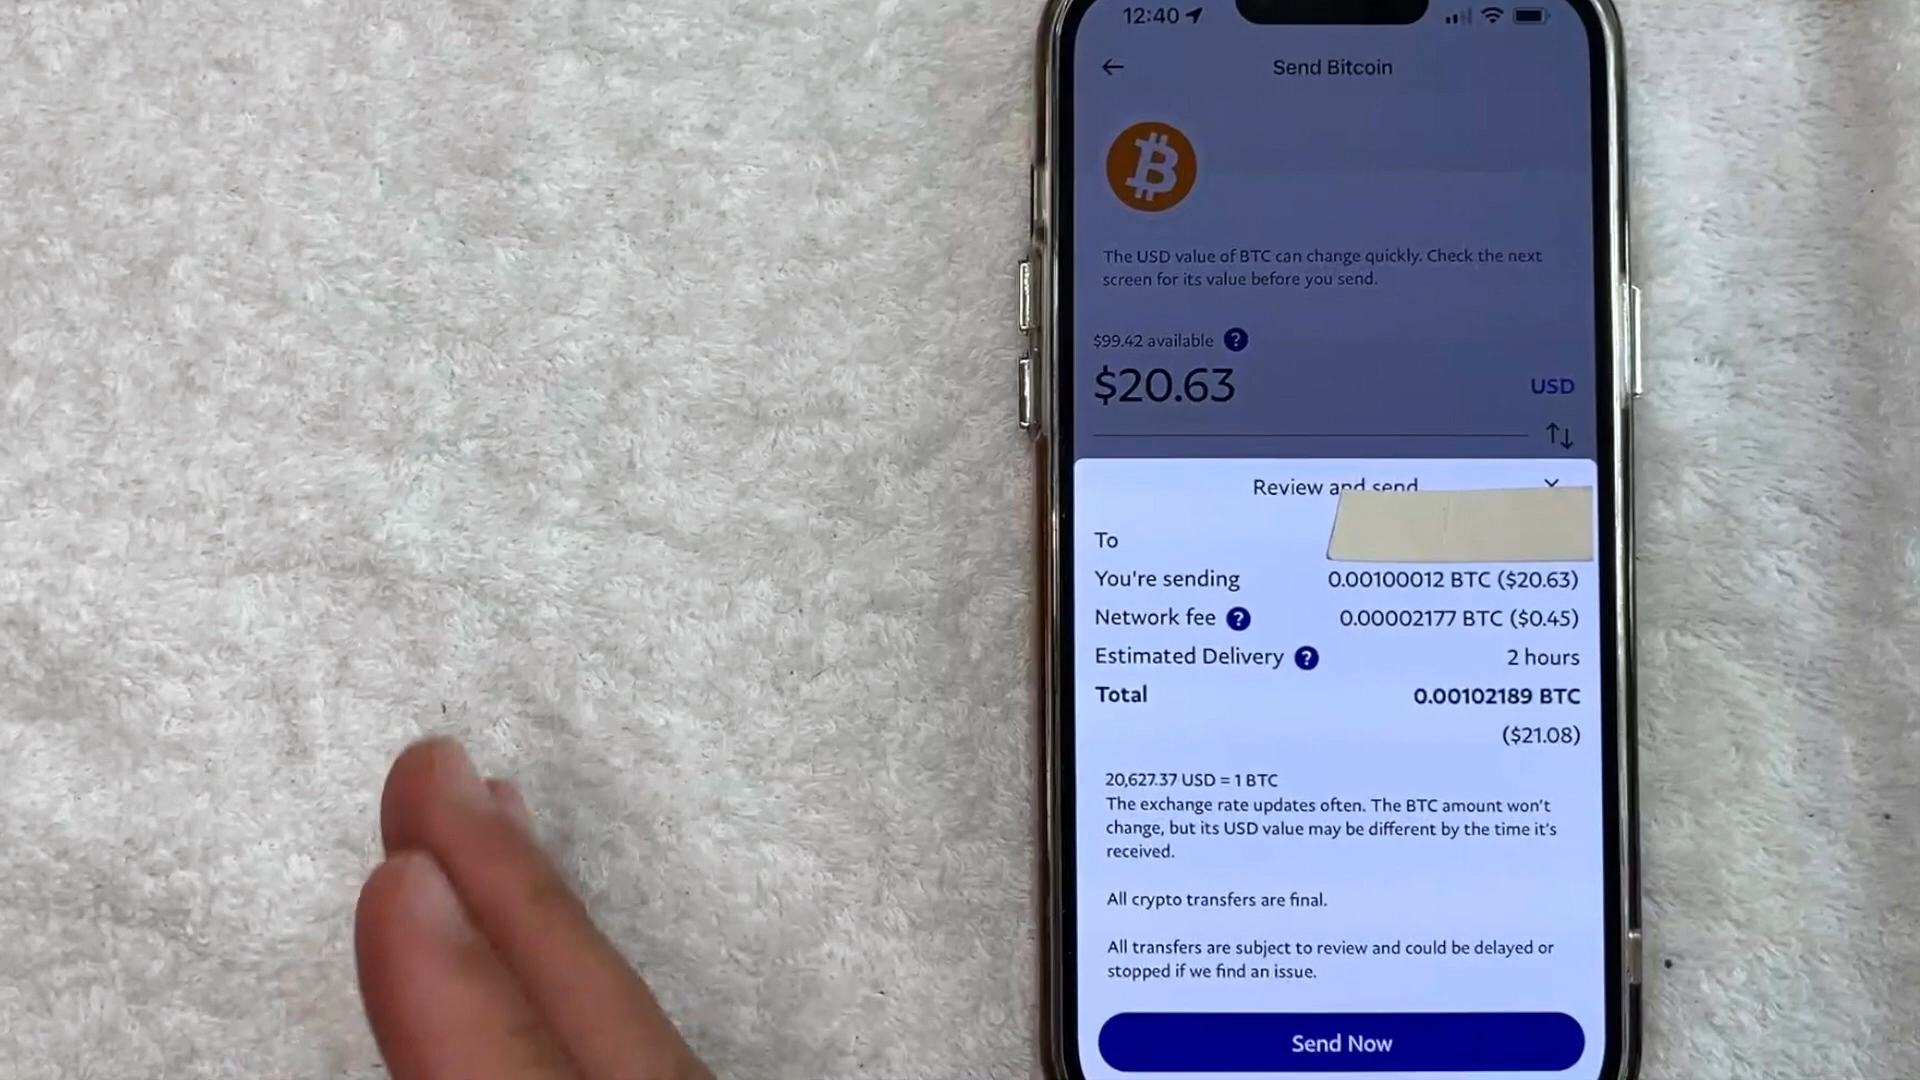 12:40
Send Bitcoin
The USD value of BTC can change quickly. Check the next
screen for its value before you send.
$99.42 available ?
$20.63 USD
Review and send
To
You're sending 0.00100012 BTC ($20.63)
Network fee ? 0.00002177 BTC ($0.45)
Estimated Delivery ? 2 hours
Total 0.00102189 BTC
($21.08)
20,627.37 USD = 1 BTC
The exchange rate updates often. The BTC amount won't
change, but its USD value may be different by the time it's
received.
All crypto transfers are final.
All transfers are subject to review and could be delayed or
stopped if we find an issue.
Send Now